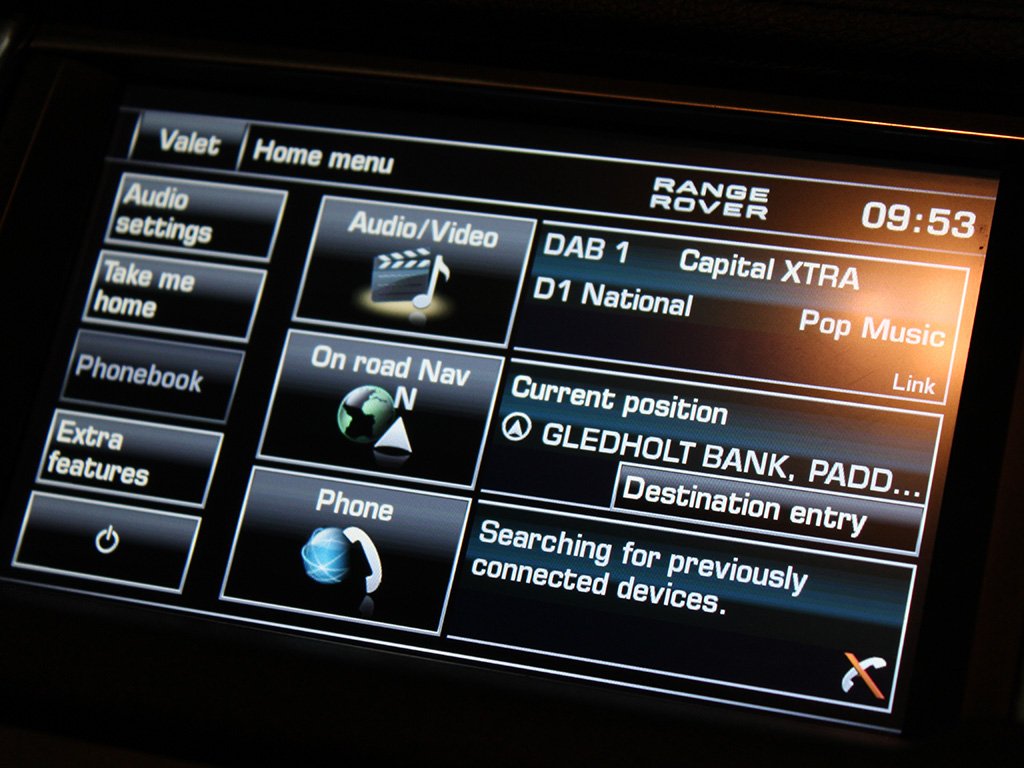 Valet
Home menu
RANGE
ROVER
09:53
Audio
settings
Take me
home
Phonebook
Extra
features
Audio/Video
On road Nav
N
Phone
DAB 1
Capital XTRA
D1 National
Pop Music
Link
Current position
GLEDHOLT BANK, PADD...
Destination entry
Searching for previously
connected devices.